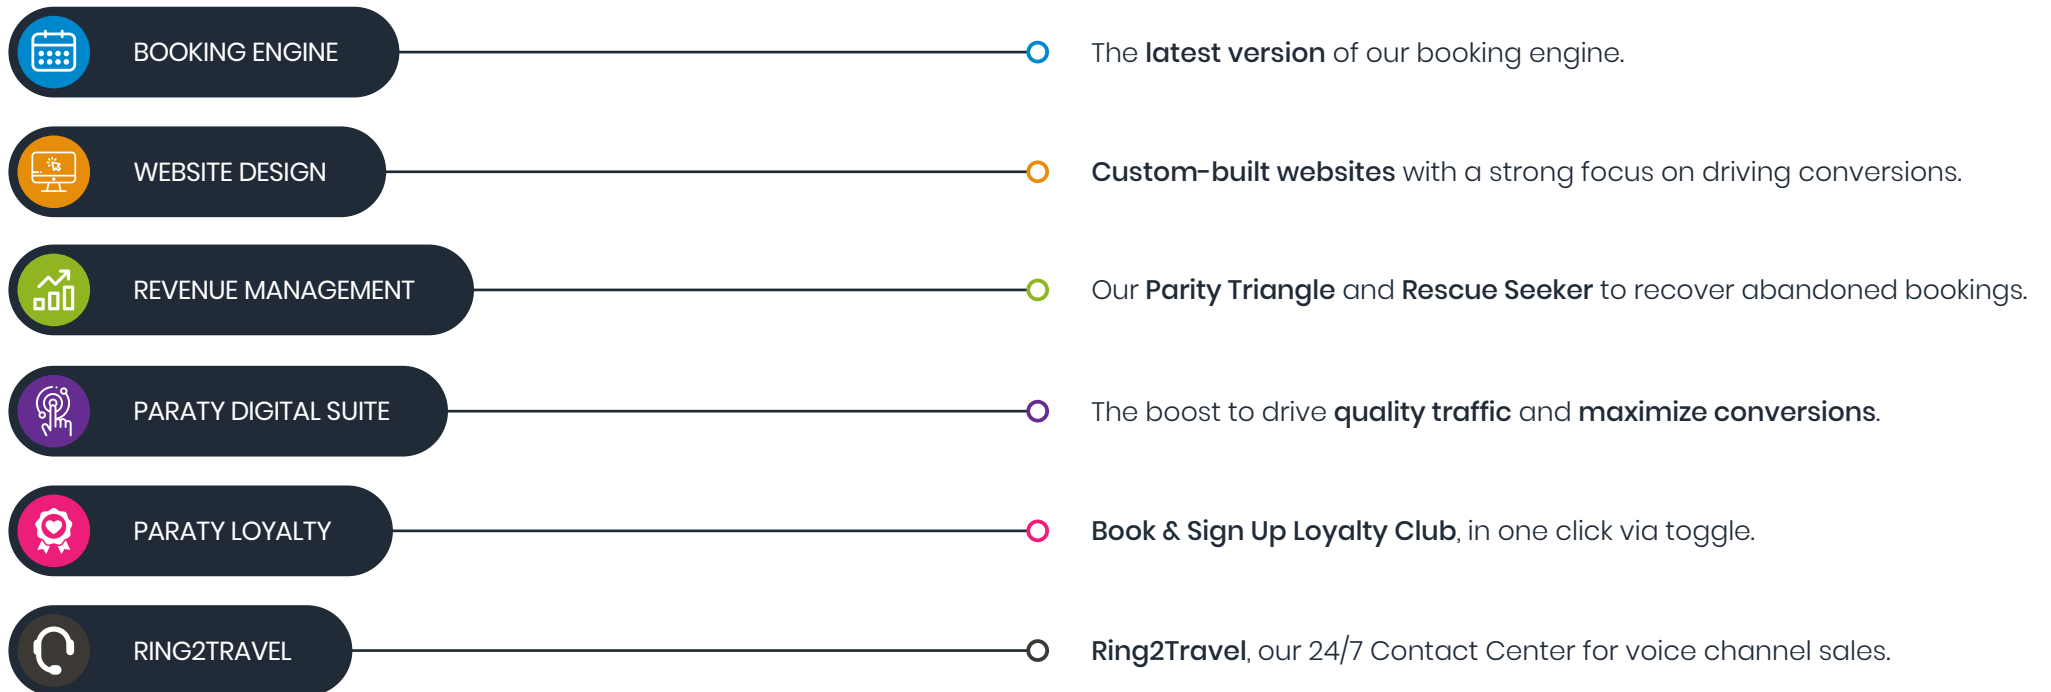 BOOKING ENGINE
The latest version of our booking engine.
WEBSITE DESIGN
Custom-built websites with a strong focus on driving conversions.
REVENUE MANAGEMENT
Our Parity Triangle and Rescue Seeker to recover abandoned bookings.
PARATY DIGITAL SUITE
The boost to drive quality traffic and maximize conversions.
PARATY LOYALTY
Book & Sign Up Loyalty Club, in one click via toggle.
RING2TRAVEL
Ring2Travel, our 24/7 Contact Center for voice channel sales.